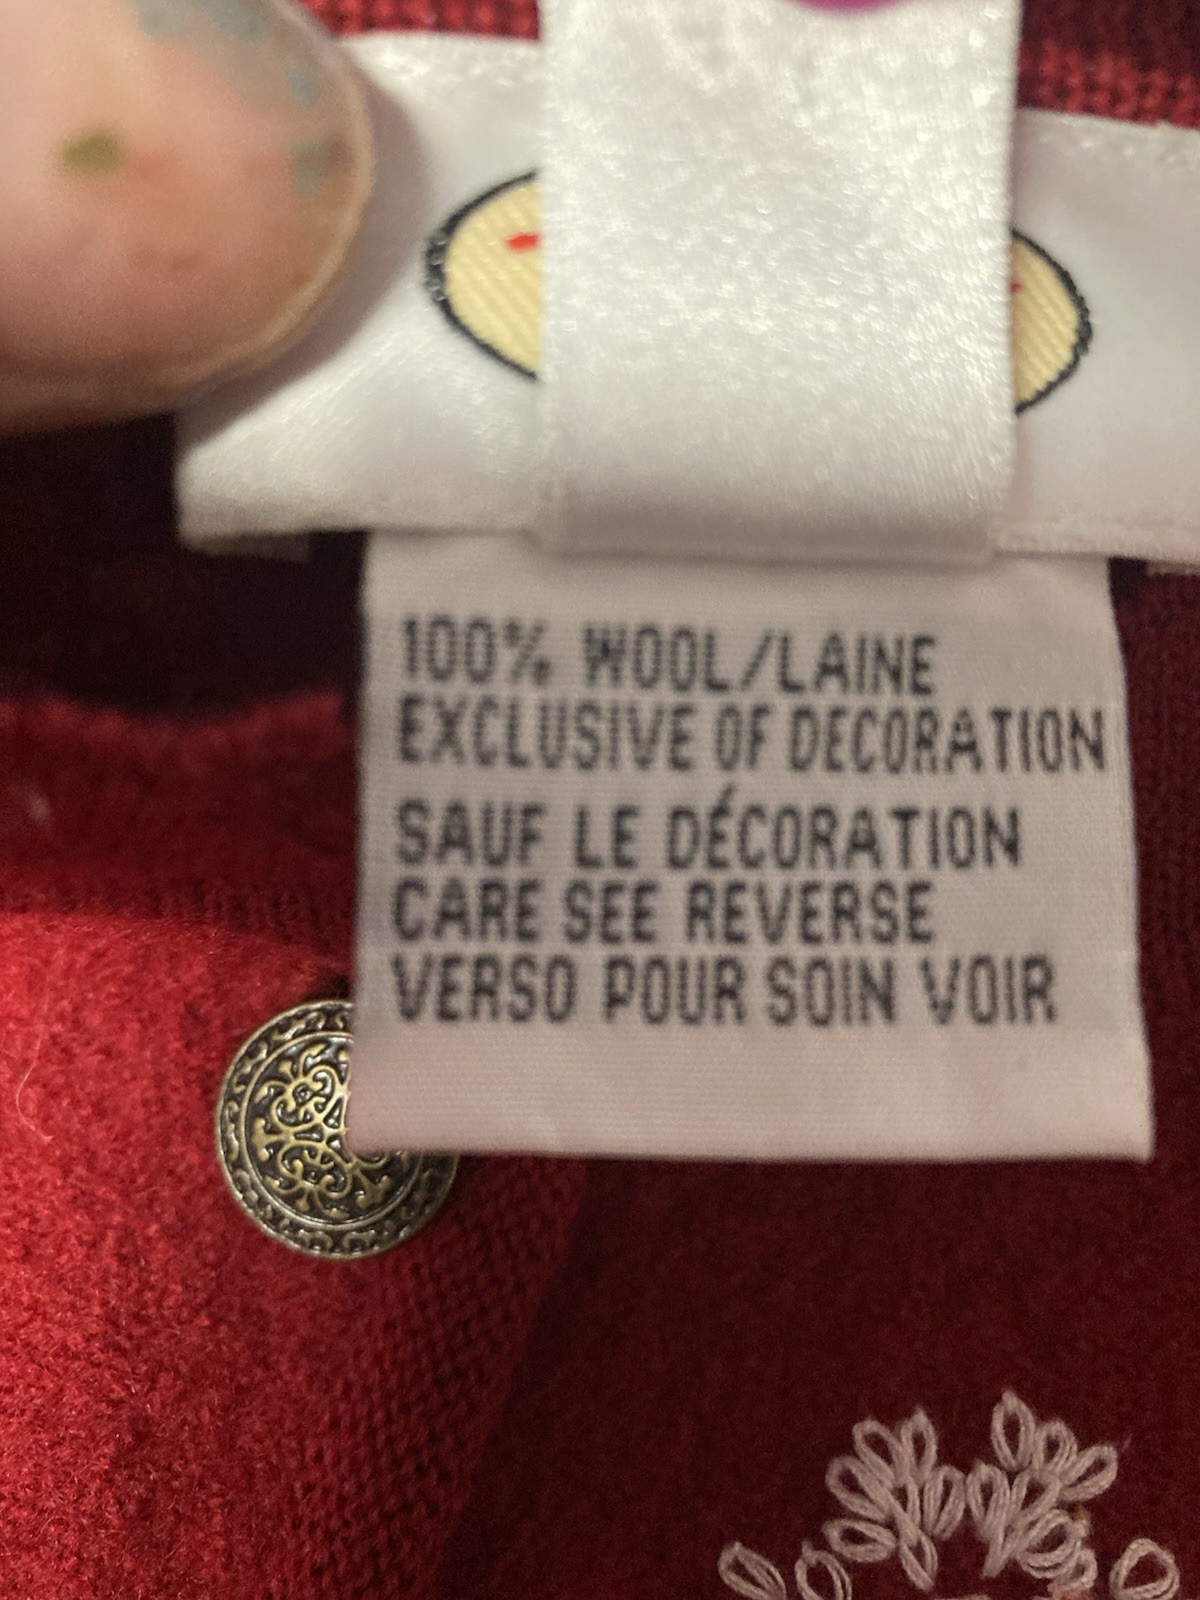 100% WOOL/LAINE
EXCLUSIVE OF DECORATION
SAUF LE DÉCORATION
CARE SEE REVERSE
VERSO POUR SOIN VOIR